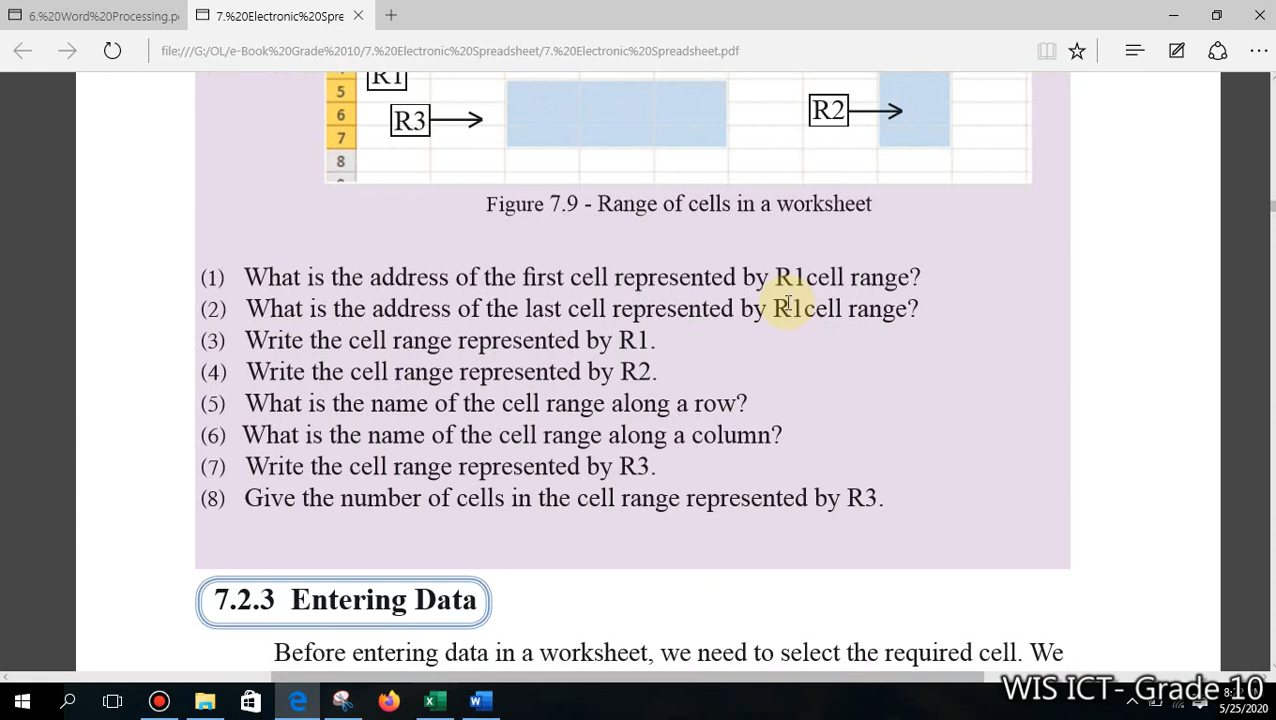 6.%20Word%20Processing.p
7.%20Electronic%20Spre
file:///G:/OL/e-Book%20Grade%2010/7.%20Electronic%20Spreadsheet/7.%20Electronic%20Spreadsheet.pdf
R1
5
R3
6
R2
7
8
Figure 7.9 - Range of cells in a worksheet
(1) What is the address of the first cell represented by R1cell range?
(2) What is the address of the last cell represented by R1cell range?
(3) Write the cell range represented by R1.
(4) Write the cell range represented by R2.
(5) What is the name of the cell range along a row?
(6) What is the name of the cell range along a column?
(7) Write the cell range represented by R3.
(8) Give the number of cells in the cell range represented by R3.
7.2.3 Entering Data
Before entering data in a worksheet, we need to select the required cell. We
WIS ICT- Grade 10
5/25/2020